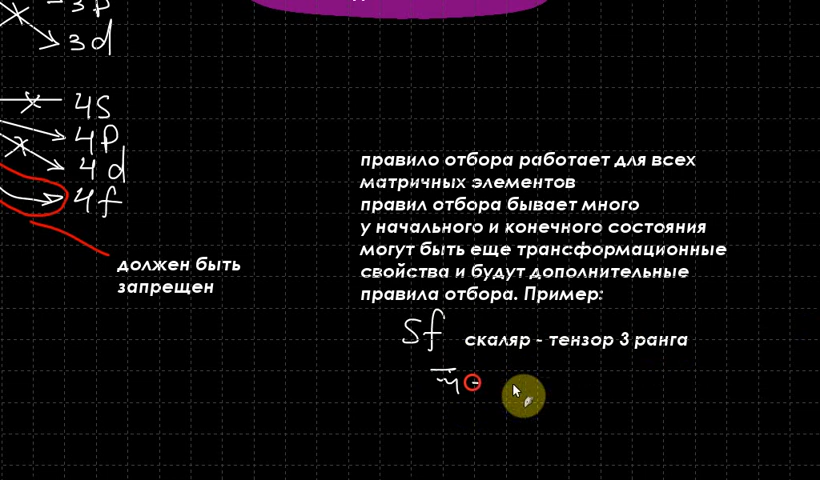 3p
3d
4s
4p
4d
4f
должен быть
запрещен
правило отбора работает для всех
матричных элементов
правил отбора бывает много
у начального и конечного состояния
могут быть еще трансформационные
свойства и будут дополнительные
правила отбора. Пример:
sf скаляр - тензор 3 ранга